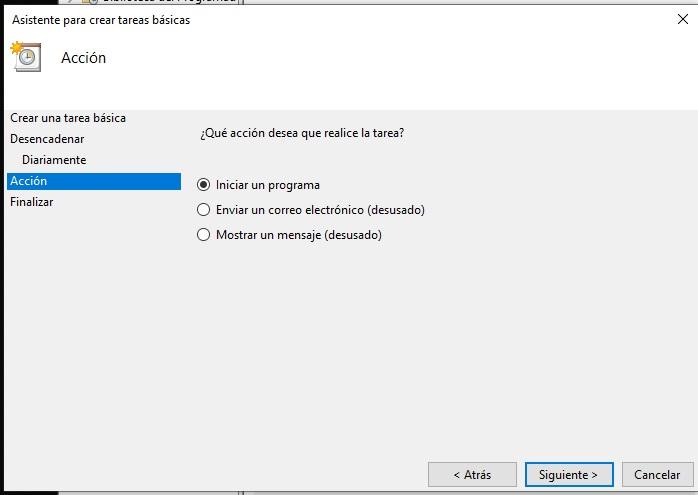 Asistente para crear tareas básicas
Acción
Crear una tarea básica
Desencadenar
Diariamente
Acción
Finalizar
¿Qué acción desea que realice la tarea?
Iniciar un programa
Enviar un correo electrónico (desusado)
Mostrar un mensaje (desusado)
< Atrás
Siguiente >
Cancelar